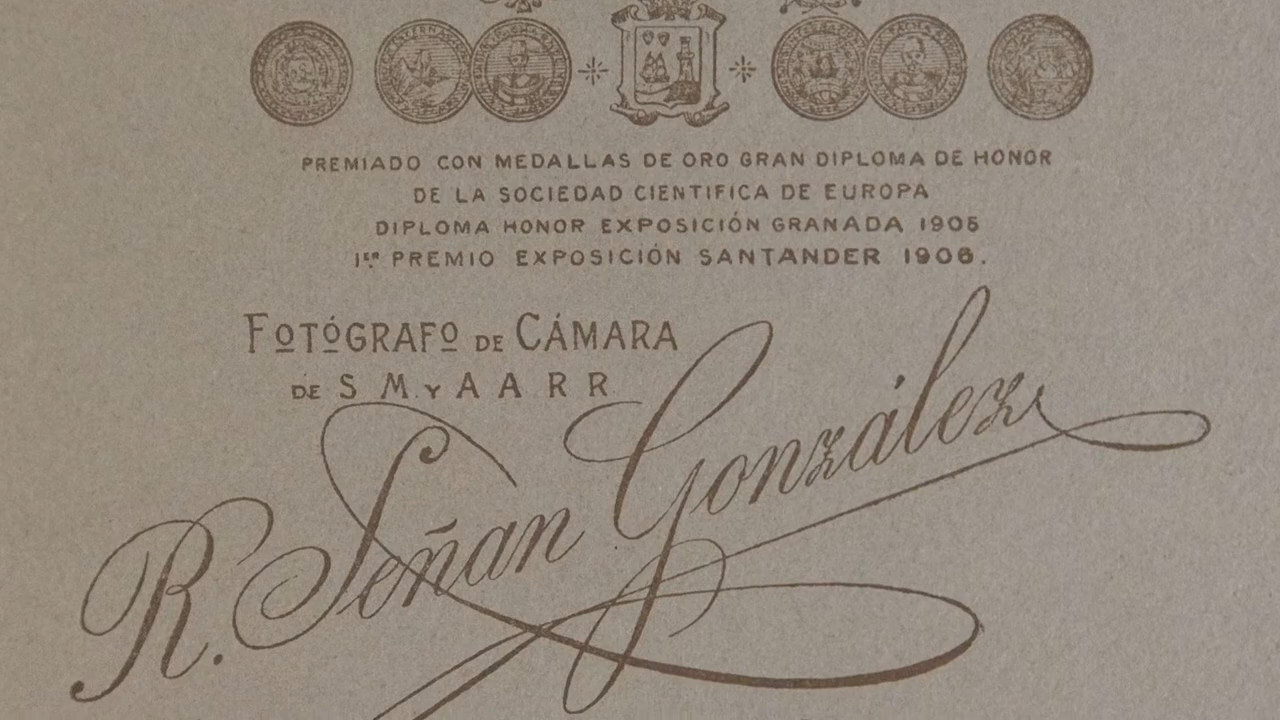 PREMIADO CON MEDALLAS DE ORO GRAN DIPLOMA DE HONOR
DE LA SOCIEDAD CIENTIFICA DE EUROPA
DIPLOMA HONOR EXPOSICIÓN GRANADA 1905
1ER PREMIO EXPOSICIÓN SANTANDER 1906.
FOTÓGRAFO DE CÁMARA
DE S M. Y A A R R
R. Señan González